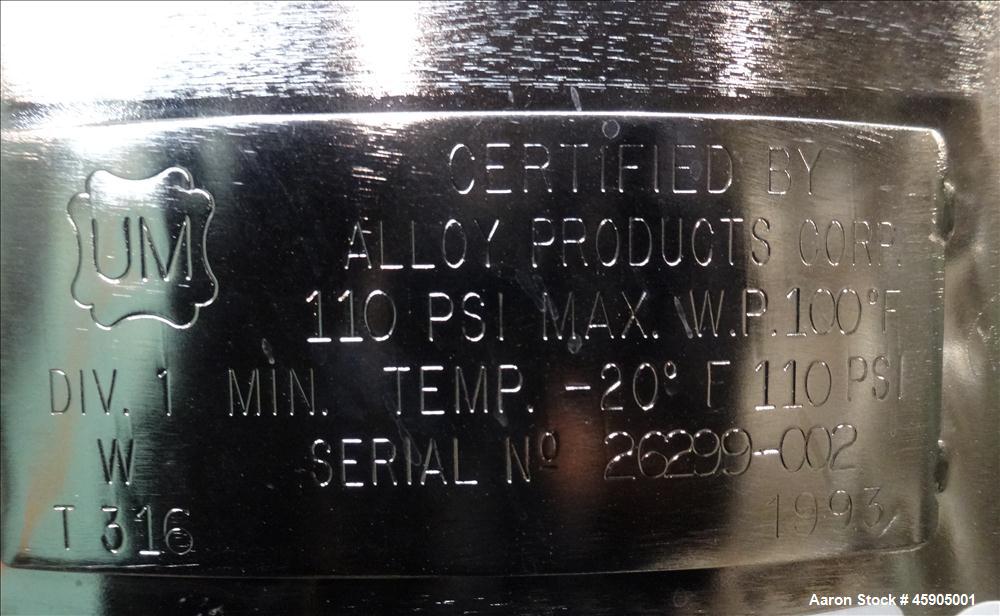 CERTIFIED BY
UM
ALLOY PRODUCTS CORP.
110 PSI MAX. W.P. 100°F
DIV. 1 MIN. TEMP. -20° F 110 PSI
W SERIAL Nº 26299-002
T 316 1993
Aaron Stock # 45905001